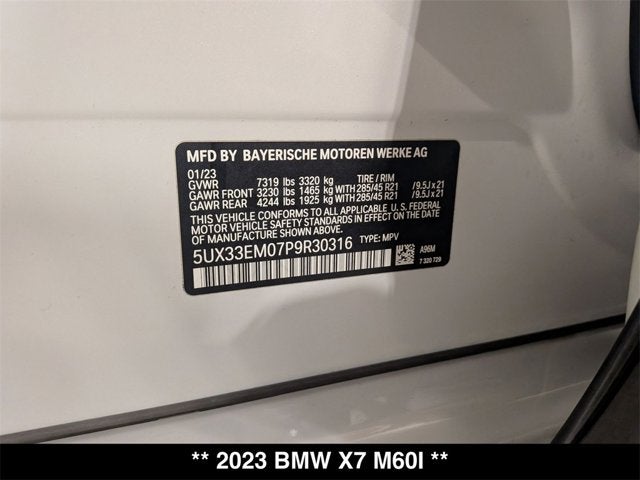 MFD BY BAYERISCHE MOTOREN WERKE AG
01/23
GVWR 7319 lbs 3320 kg TIRE / RIM
GAWR FRONT 3230 lbs 1465 kg WITH 285/45 R21 /9.5J x 21
GAWR REAR 4244 lbs 1925 kg WITH 285/45 R21 /9.5J x 21
THIS VEHICLE CONFORMS TO ALL APPLICABLE U. S. FEDERAL
MOTOR VEHICLE SAFETY STANDARDS IN EFFECT ON THE DATE
OF MANUFACTURE SHOWN ABOVE. TYPE: MPV
5UX33EM07P9R30316
A96M
7 320 729
** 2023 BMW X7 M60I **